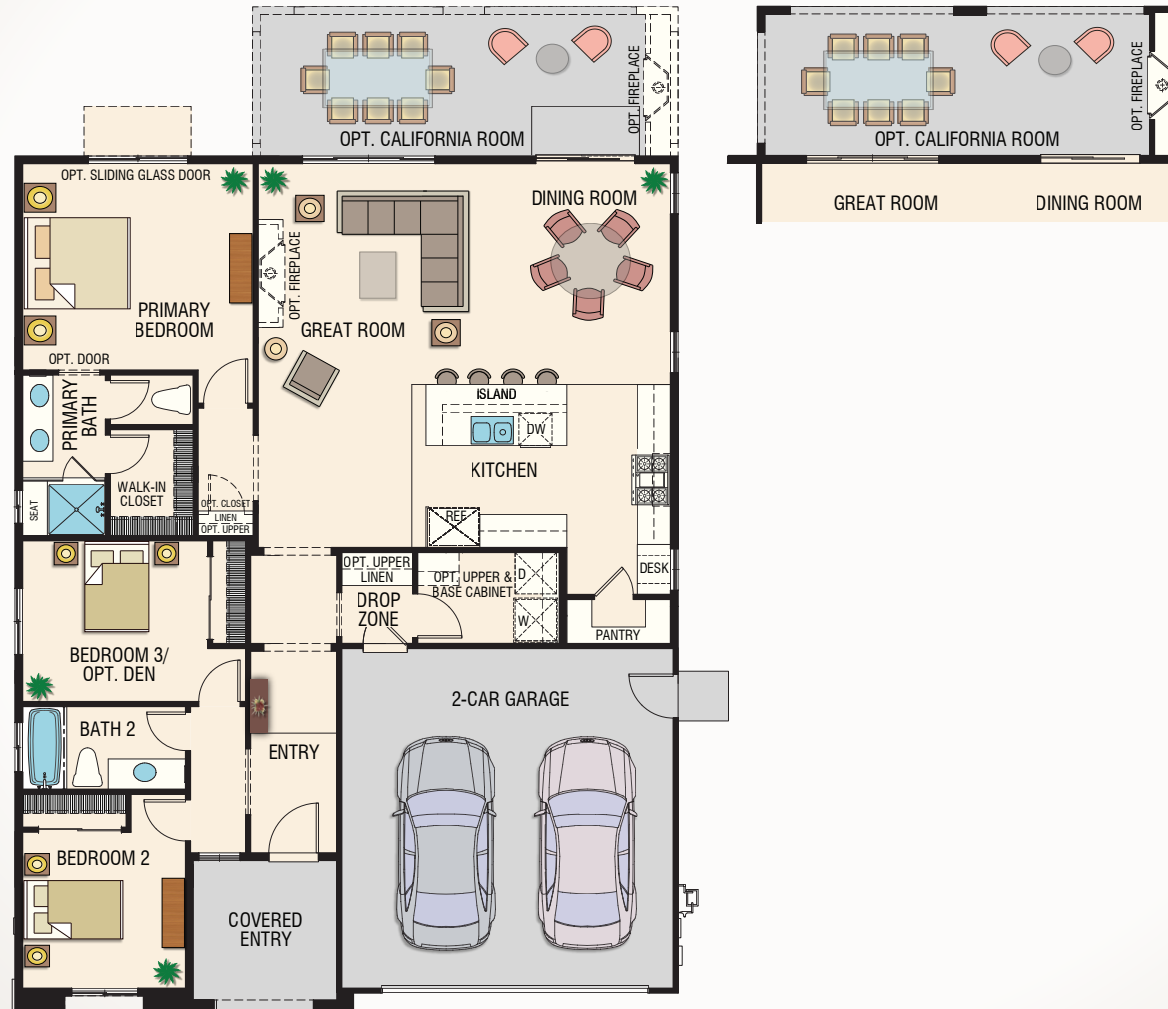 OPT. FIREPLACE
OPT. CALIFORNIA ROOM
OPT. FIREPLACE
OPT. CALIFORNIA ROOM
GREAT ROOM
DINING ROOM
OPT. SLIDING GLASS DOOR
DINING ROOM
OPT. FIREPLACE
PRIMARY
BEDROOM
GREAT ROOM
OPT. DOOR
PRIMARY
BATH
ISLAND
DW
KITCHEN
WALK-IN
CLOSET
SEAT
OPT. CLOSET
LINEN
OPT. UPPER
REF
OPT. UPPER
LINEN
DROP
ZONE
OPT. UPPER &
BASE CABINET
D
W
DESK
PANTRY
BEDROOM 3/
OPT. DEN
2-CAR GARAGE
BATH 2
ENTRY
BEDROOM 2
COVERED
ENTRY